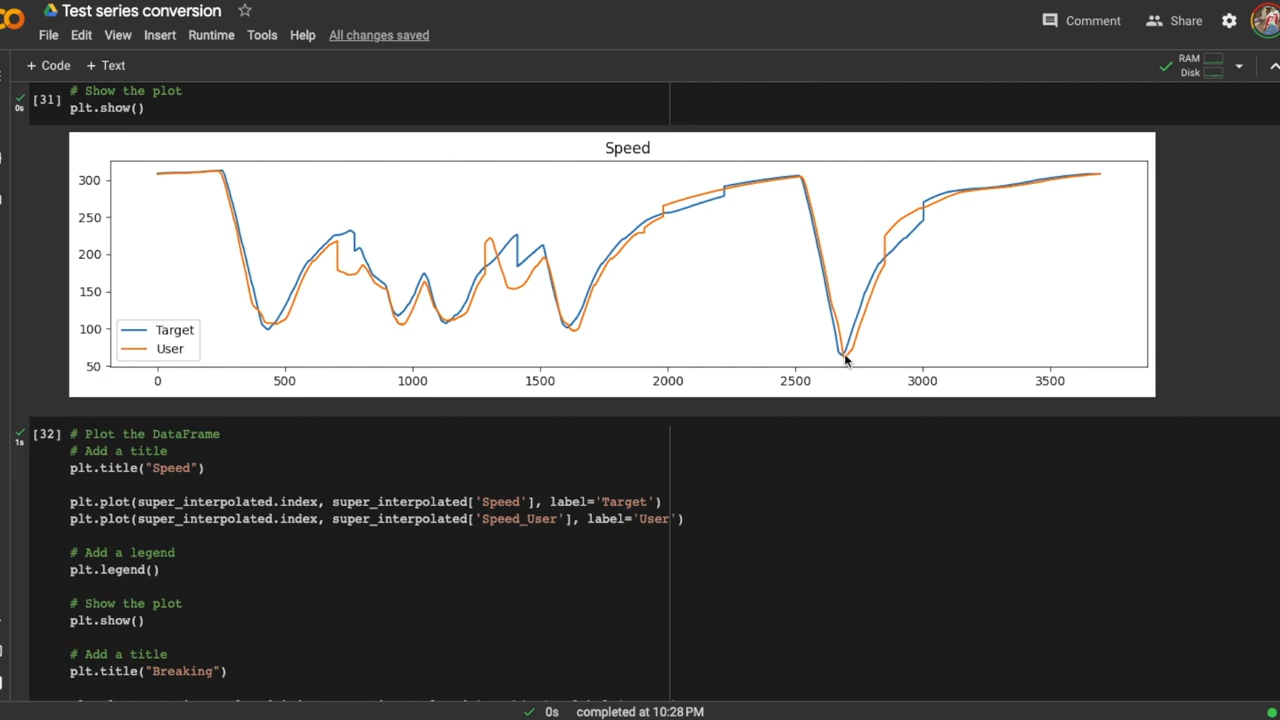 Test series conversion
File Edit View Insert Runtime Tools Help All changes saved
Comment Share
+ Code + Text
RAM
Disk
[31]
0s
# Show the plot
plt.show()
Speed
300
250
200
150
100
50
Target
User
0 500 1000 1500 2000 2500 3000 3500
[32]
1s
# Plot the DataFrame
# Add a title
plt.title("Speed")
plt.plot(super_interpolated.index, super_interpolated['Speed'], label='Target')
plt.plot(super_interpolated.index, super_interpolated['Speed_User'], label='User')
# Add a legend
plt.legend()
# Show the plot
plt.show()
# Add a title
plt.title("Breaking")
0s completed at 10:28 PM